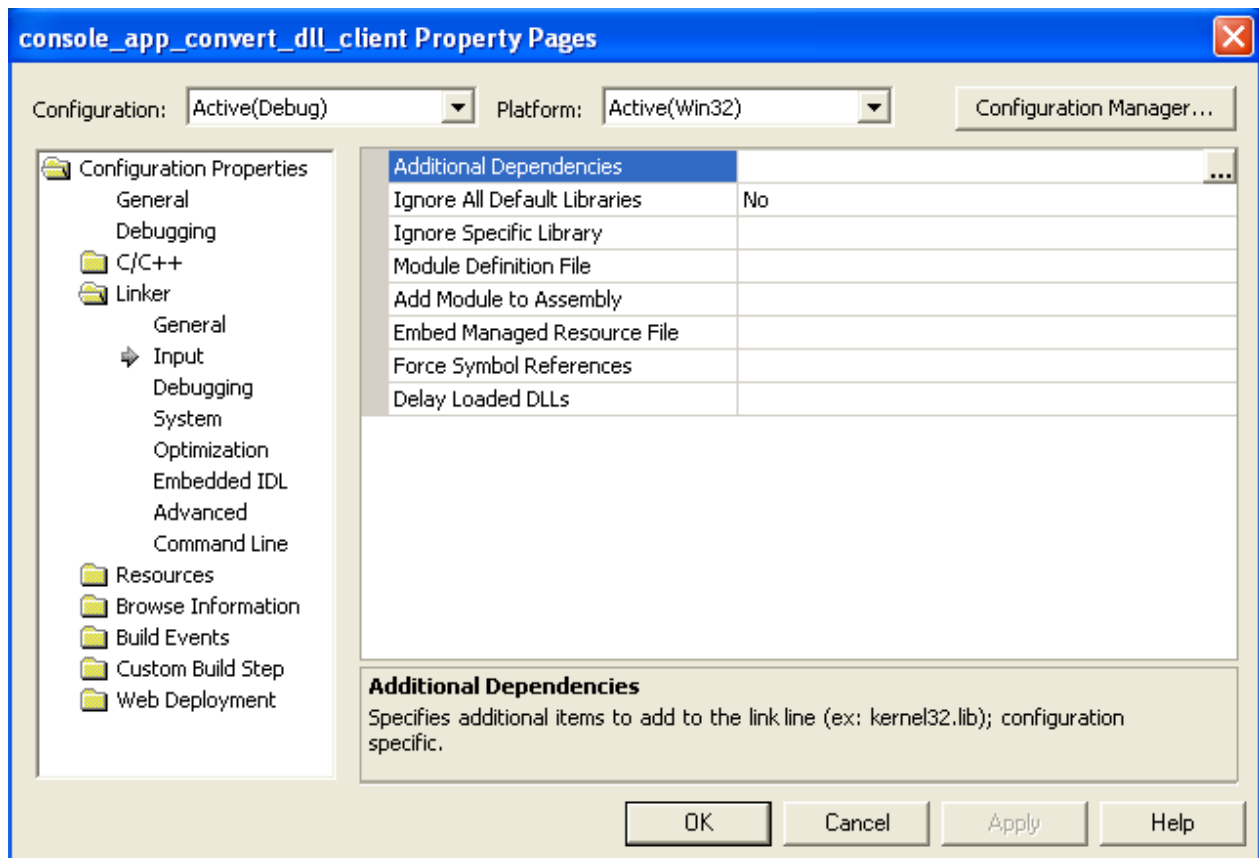 console_app_convert_dll_client Property Pages
Configuration: Active(Debug) Platform: Active(Win32) Configuration Manager...
Configuration Properties
General
Debugging
C/C++
Linker
General
Input
Debugging
System
Optimization
Embedded IDL
Advanced
Command Line
Resources
Browse Information
Build Events
Custom Build Step
Web Deployment
Additional Dependencies ...
Ignore All Default Libraries No
Ignore Specific Library
Module Definition File
Add Module to Assembly
Embed Managed Resource File
Force Symbol References
Delay Loaded DLLs
Additional Dependencies
Specifies additional items to add to the link line (ex: kernel32.lib); configuration
specific.
OK Cancel Apply Help